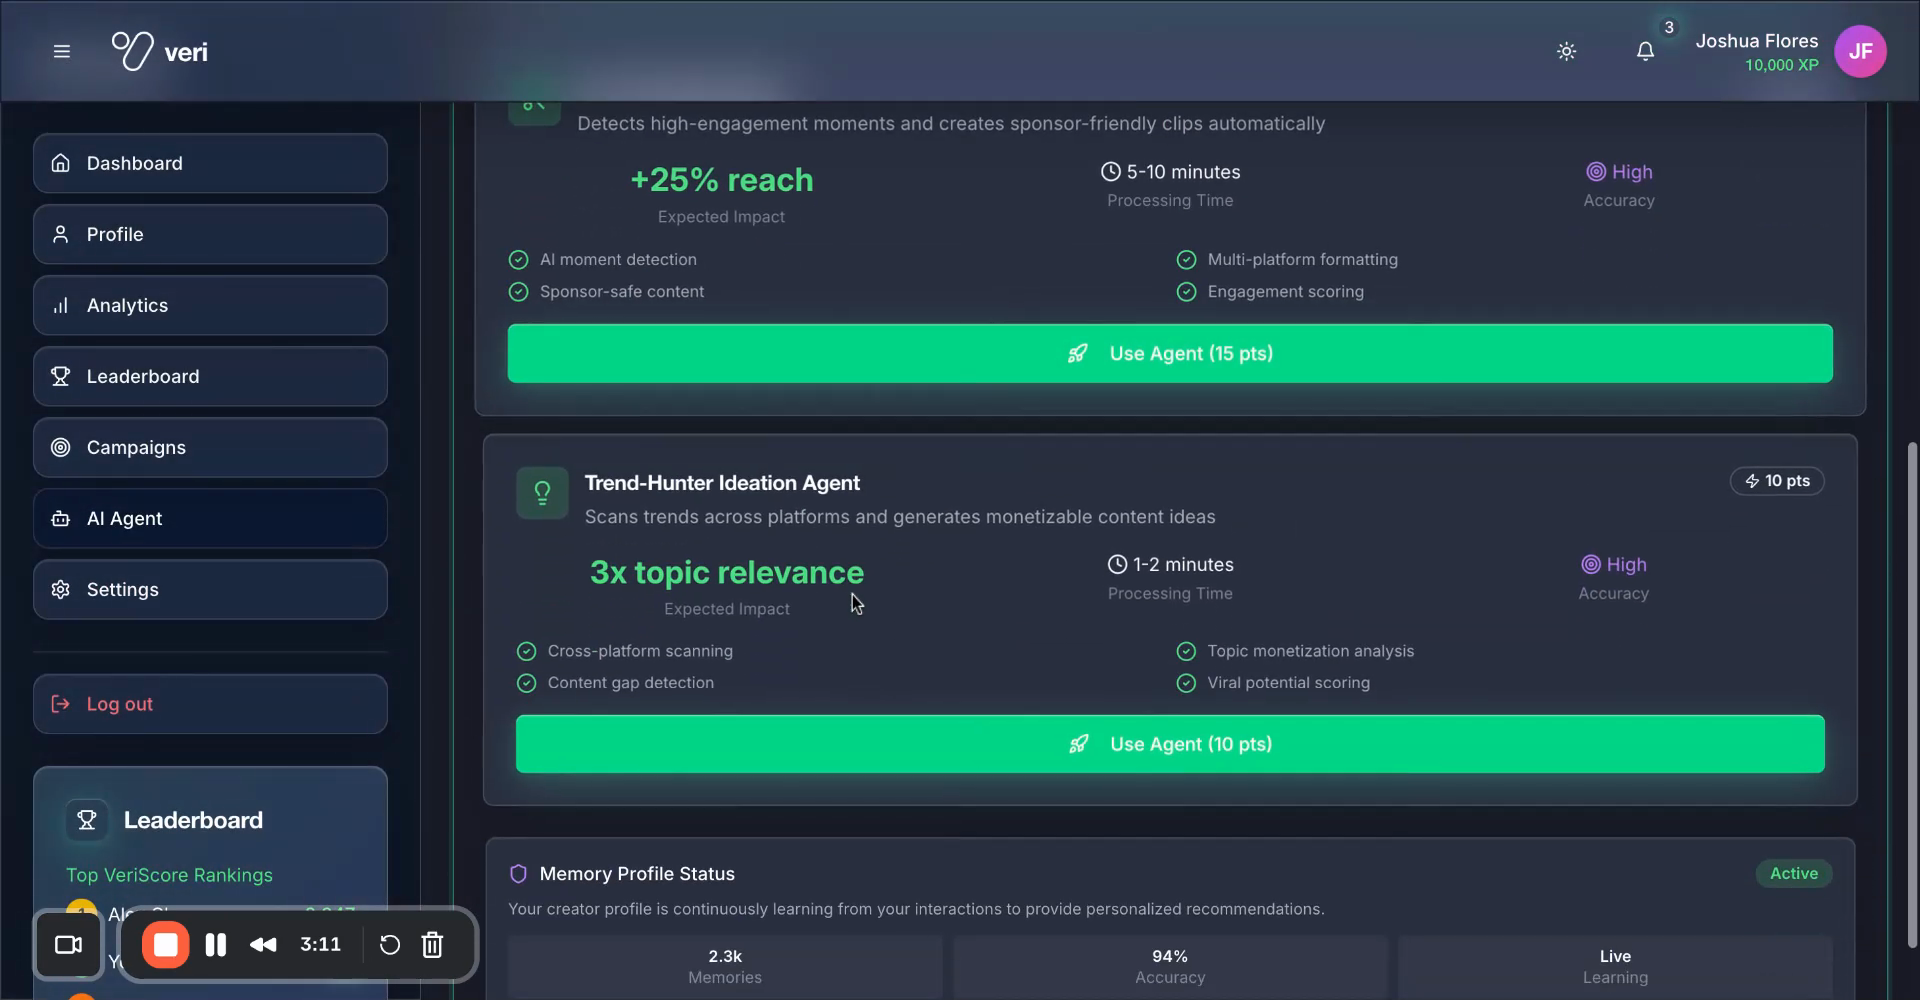 veri
3
Joshua Flores
10,000 XP
JF
Dashboard
Profile
Analytics
Leaderboard
Campaigns
AI Agent
Settings
Log out
Leaderboard
Top VeriScore Rankings
3:11
Detects high-engagement moments and creates sponsor-friendly clips automatically
+25% reach
Expected Impact
5-10 minutes
Processing Time
High
Accuracy
AI moment detection
Multi-platform formatting
Sponsor-safe content
Engagement scoring
Use Agent (15 pts)
Trend-Hunter Ideation Agent
10 pts
Scans trends across platforms and generates monetizable content ideas
3x topic relevance
Expected Impact
1-2 minutes
Processing Time
High
Accuracy
Cross-platform scanning
Topic monetization analysis
Content gap detection
Viral potential scoring
Use Agent (10 pts)
Memory Profile Status
Active
Your creator profile is continuously learning from your interactions to provide personalized recommendations.
2.3k
Memories
94%
Accuracy
Live
Learning